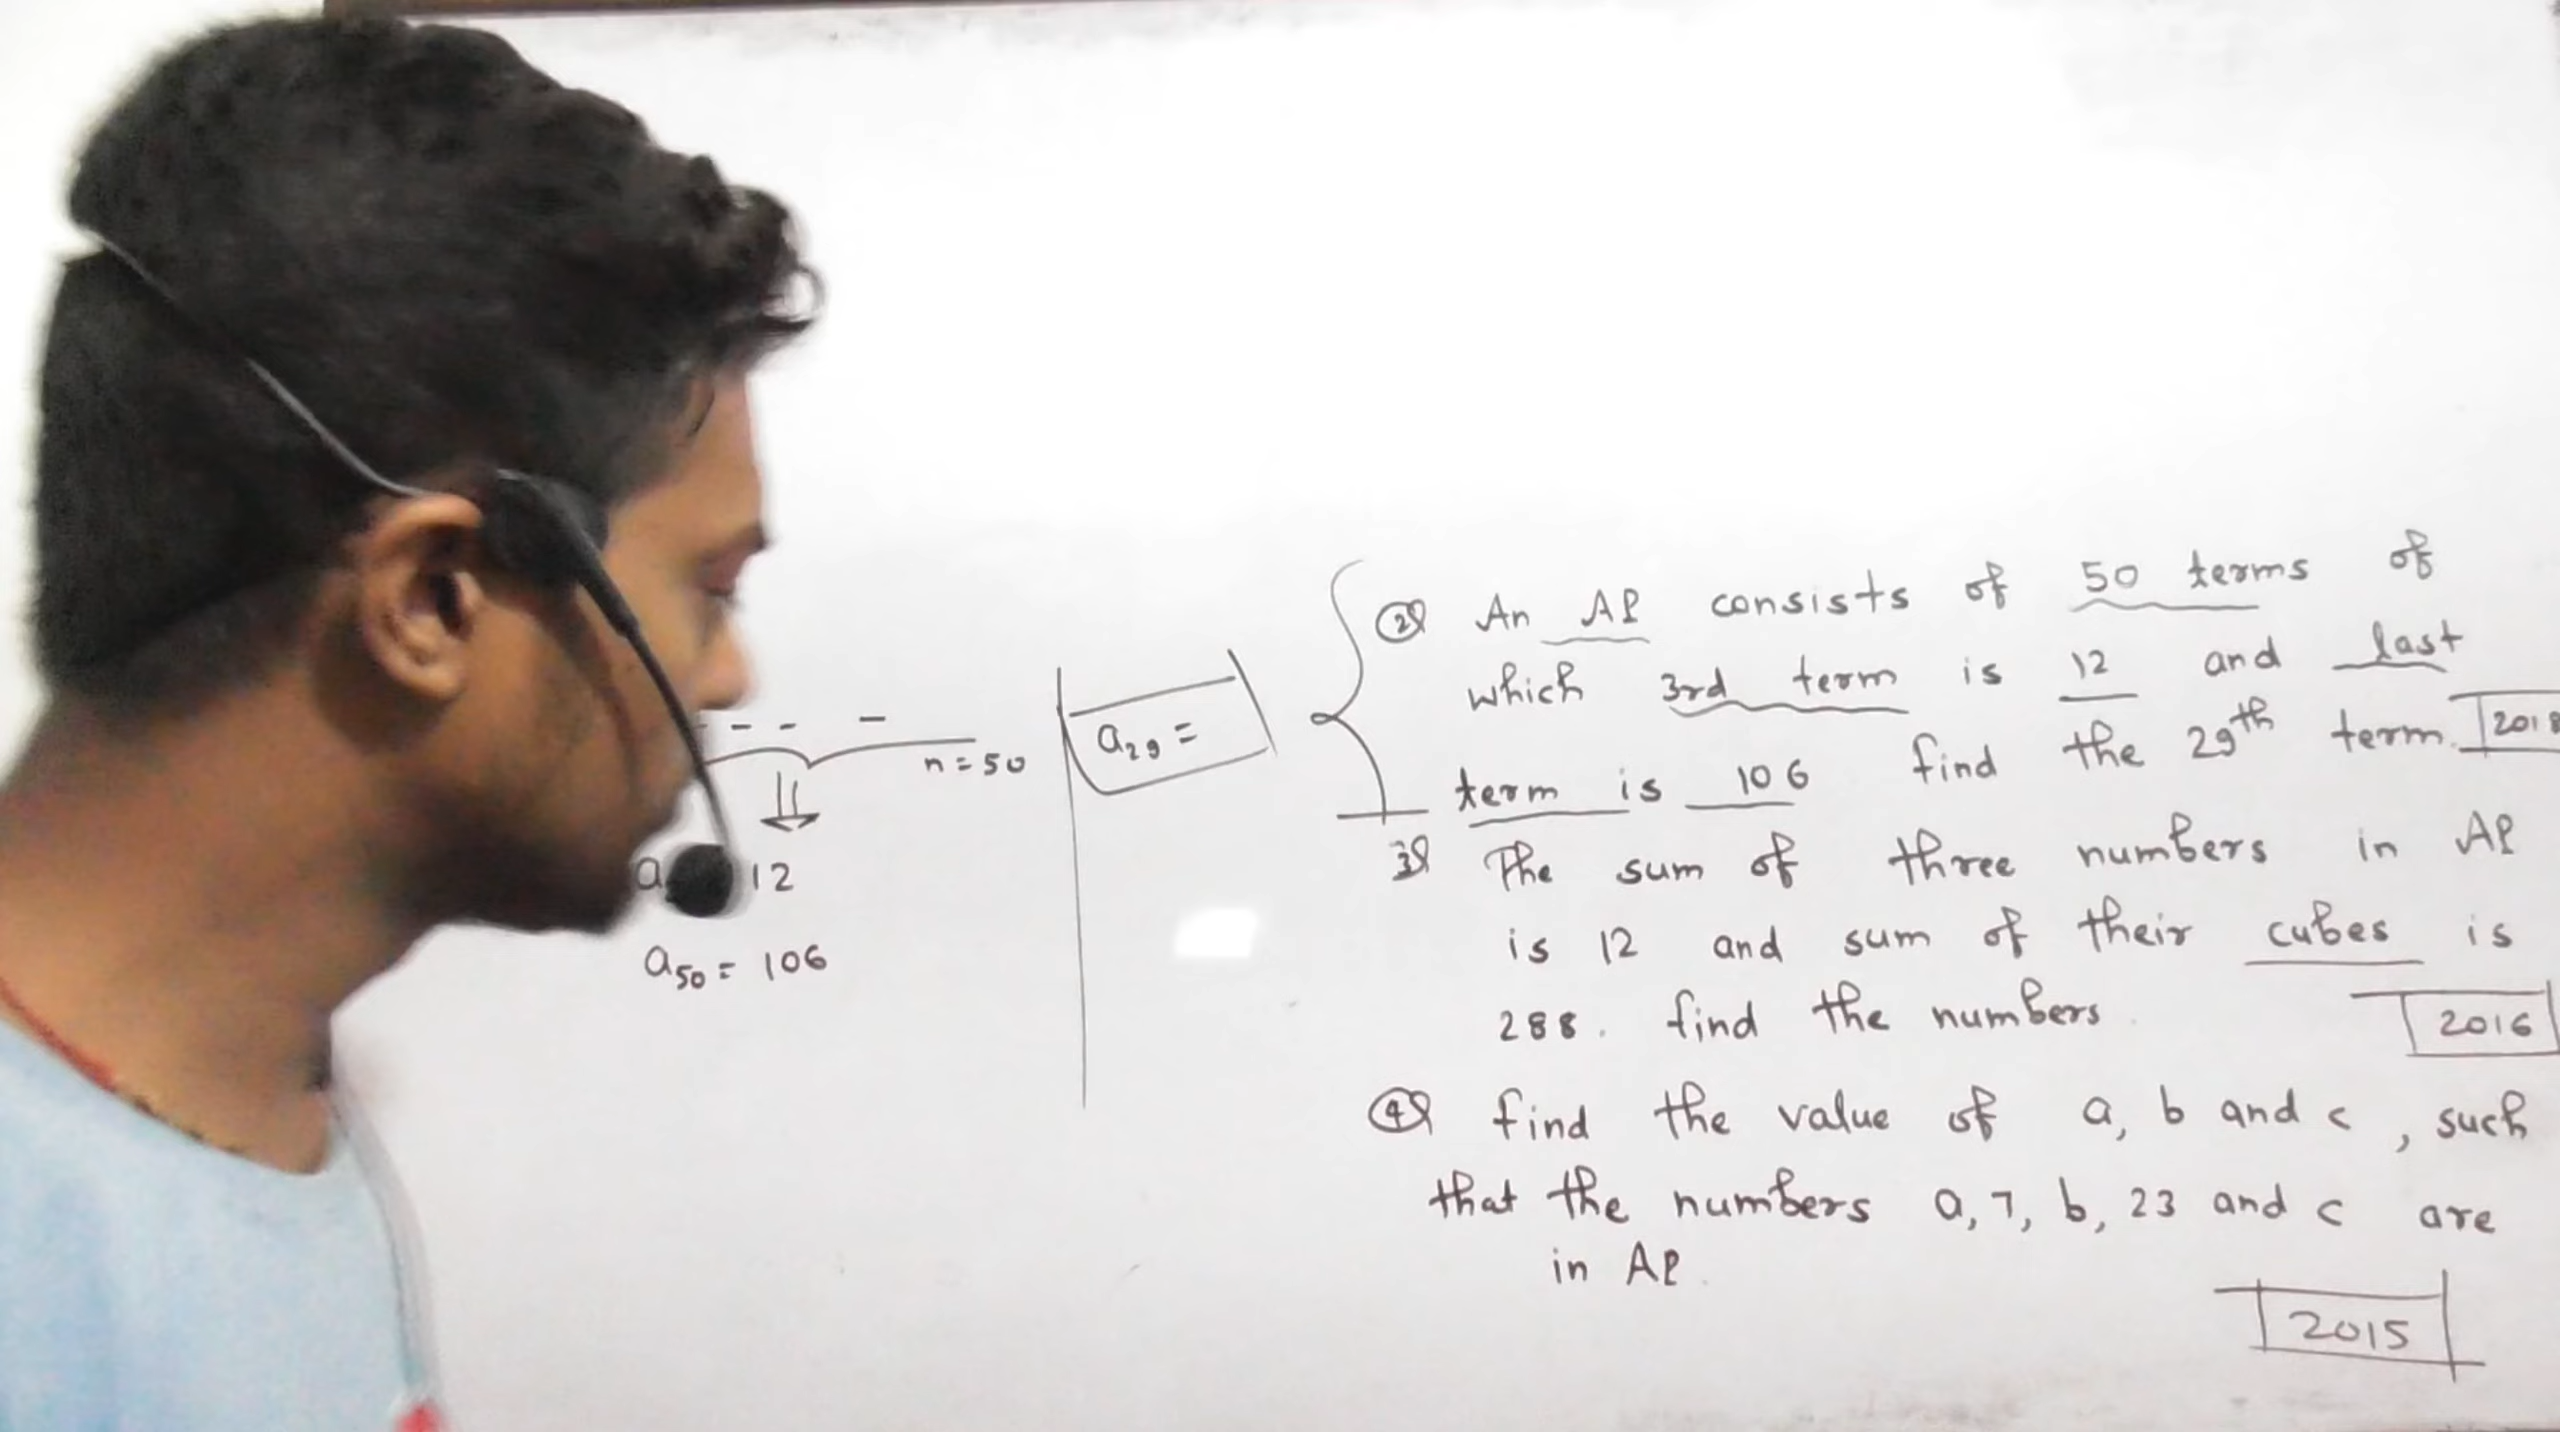 n = 50
a 12
a50 = 106
a29 =
2) An AP consists of 50 terms of
which 3rd term is 12 and last
term is 106 find the 29th term. 2018
3) The sum of three numbers in AP
is 12 and sum of their cubes is
288. find the numbers. 2016
4) find the value of a, b and c, such
that the numbers a, 7, b, 23 and c are
in AP.
2015